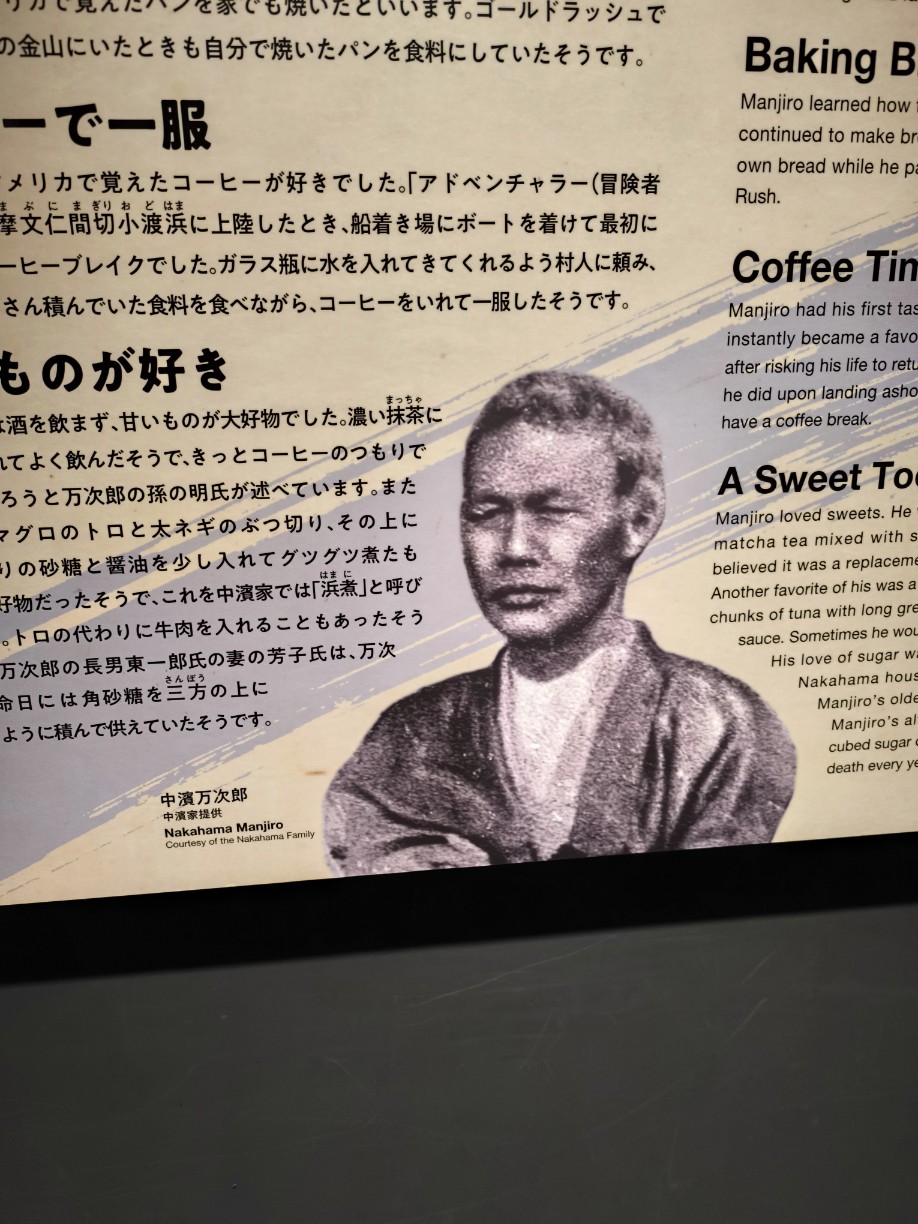 リカで覚えたパンを家でも焼いたといいます。ゴールドラッシュで
の金山にいたときも自分で焼いたパンを食料にしていたそうです。
ーで一服
メリカで覚えたコーヒーが好きでした。「アドベンチャラー(冒険者
ま ぶ に ま ぎり お ど はま
摩文仁間切小渡浜に上陸したとき、船着き場にボートを着けて最初に
ーヒーブレイクでした。ガラス瓶に水を入れてきてくれるよう村人に頼み、
さん積んでいた食料を食べながら、コーヒーをいれて一服したそうです。
ものが好き
酒を飲まず、甘いものが大好物でした。濃い抹茶に
まっちゃ
れてよく飲んだそうで、きっとコーヒーのつもりで
ろうと万次郎の孫の明氏が述べています。また
マグロのトロと太ネギのぶつ切り、その上に
りの砂糖と醤油を少し入れてグツグツ煮たも
好物だったそうで、これを中濱家では「浜煮」と呼び
はま に
。トロの代わりに牛肉を入れることもあったそう
万次郎の長男東一郎氏の妻の芳子氏は、万次
命日には角砂糖を三方の上に
さんぼう
ように積んで供えていたそうです。
中濱万次郎
中濱家提供
Nakahama Manjiro
Courtesy of the Nakahama Family
Baking B
Manjiro learned how
continued to make br
own bread while he pa
Rush.
Coffee Tim
Manjiro had his first tas
instantly became a favo
after risking his life to retu
he did upon landing asho
have a coffee break.
A Sweet Too
Manjiro loved sweets. He
matcha tea mixed with s
believed it was a replaceme
Another favorite of his was a
chunks of tuna with long gre
sauce. Sometimes he wou
His love of sugar wa
Nakahama hous
Manjiro's olde
Manjiro's al
cubed sugar
death every ye